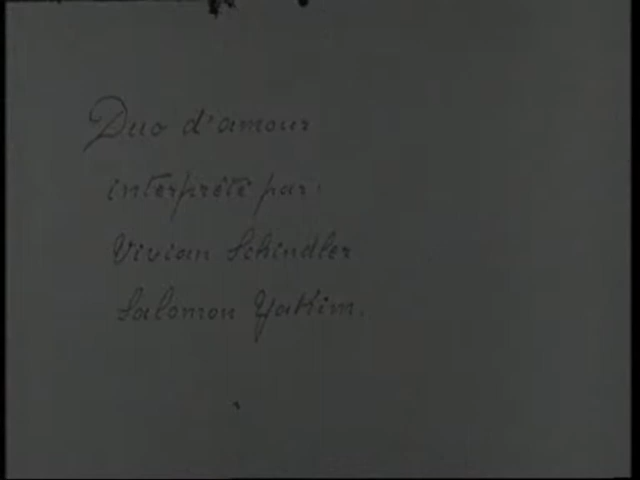 Duo d'amour
interprété par:
Vivian Schindler
Salomon Yakim.